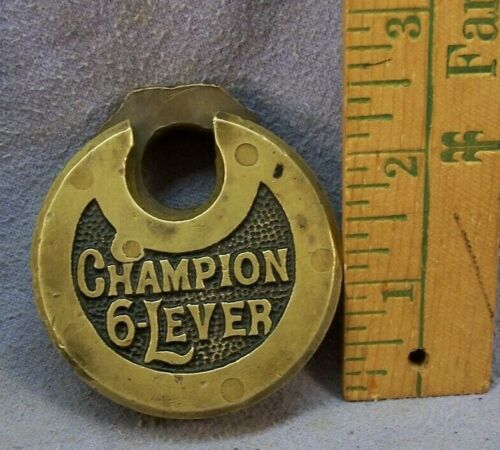 CHAMPION
6-LEVER
3
2
1
Fa